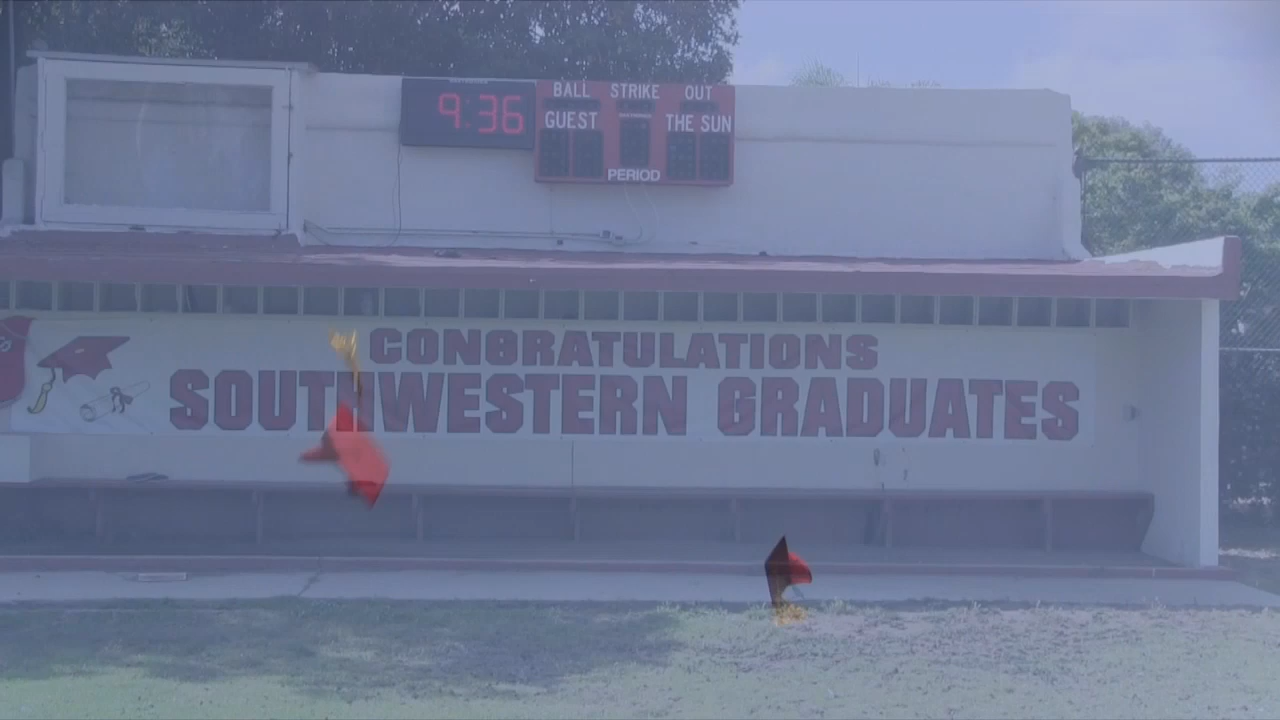 9:36
BALL STRIKE OUT
GUEST THE SUN
PERIOD
CONGRATULATIONS
SOUTHWESTERN GRADUATES